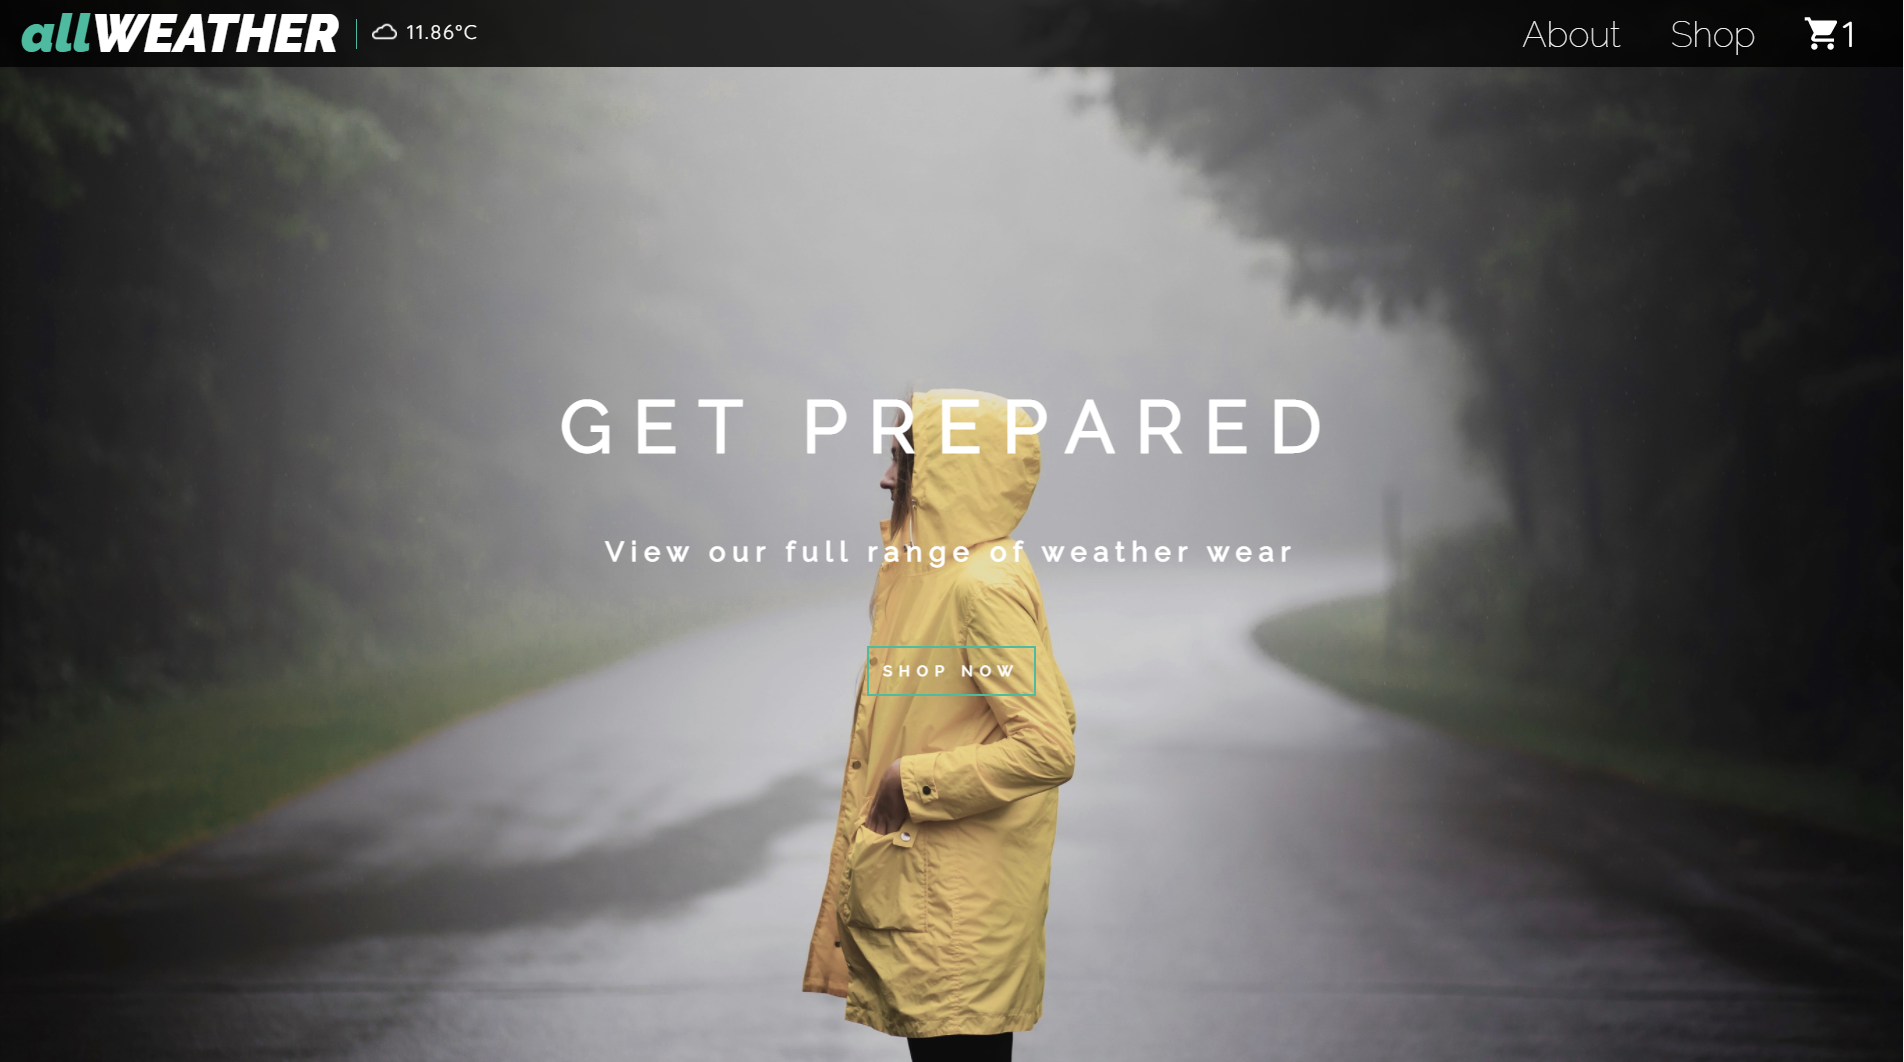 allWEATHER
11.86°C
About
Shop
1
GET PREPARED
View our full range of weather wear
SHOP NOW